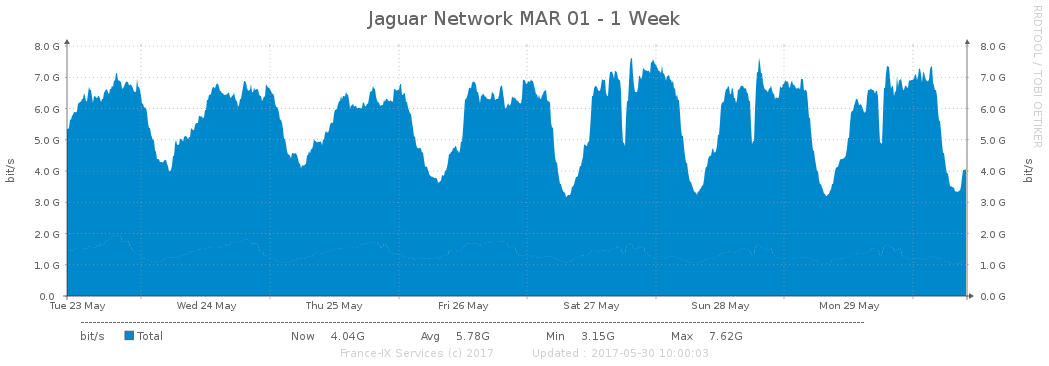 Jaguar Network MAR 01 - 1 Week
RRDTOOL / TOBI OETIKER
bit/s
bit/s
8.0 G 8.0 G
7.0 G 7.0 G
6.0 G 6.0 G
5.0 G 5.0 G
4.0 G 4.0 G
3.0 G 3.0 G
2.0 G 2.0 G
1.0 G 1.0 G
0.0 0.0 G
Tue 23 May Wed 24 May Thu 25 May Fri 26 May Sat 27 May Sun 28 May Mon 29 May
bit/s Total Now 4.04G Avg 5.78G Min 3.15G Max 7.62G
France-IX Services (c) 2017 Updated : 2017-05-30 10:00:03